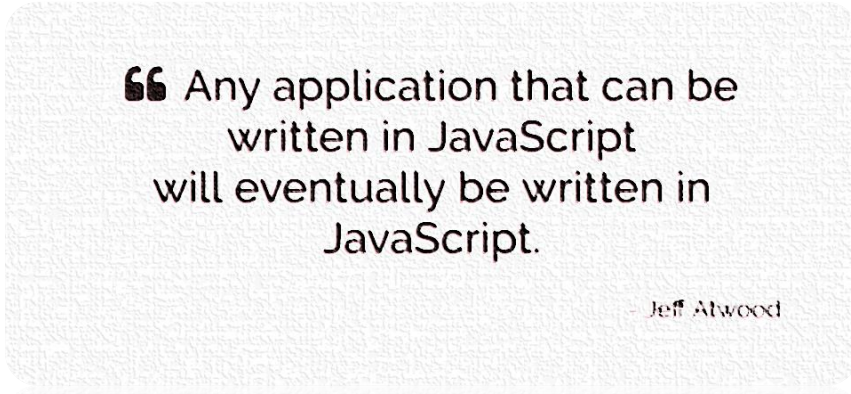 ❝ Any application that can be
written in JavaScript
will eventually be written in
JavaScript.
- Jeff Atwood